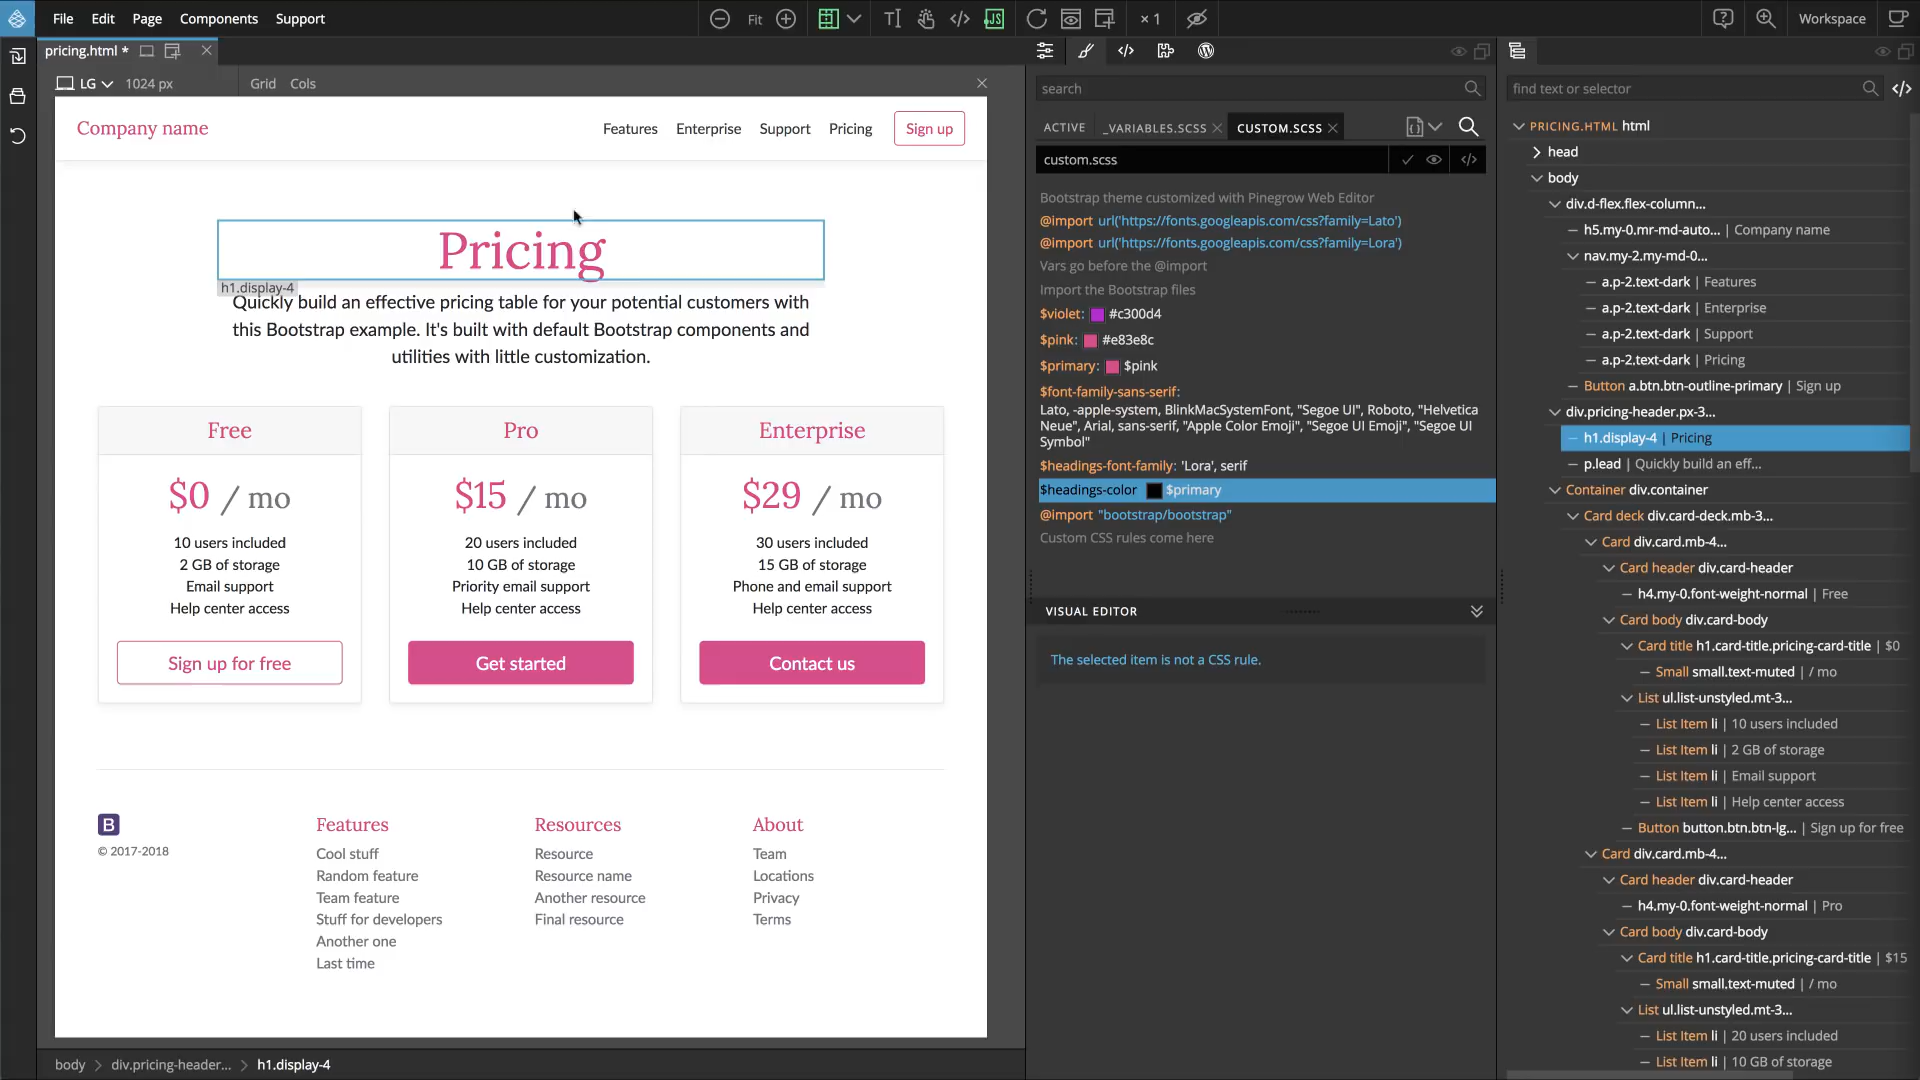 File Edit Page Components Support
Fit
JS
× 1
Workspace
pricing.html *
LG 1024 px Grid Cols
Company name
Features Enterprise Support Pricing Sign up
Pricing
h1.display-4
Quickly build an effective pricing table for your potential customers with
this Bootstrap example. It's built with default Bootstrap components and
utilities with little customization.
Free
$0 / mo
10 users included
2 GB of storage
Email support
Help center access
Sign up for free
Pro
$15 / mo
20 users included
10 GB of storage
Priority email support
Help center access
Get started
Enterprise
$29 / mo
30 users included
15 GB of storage
Phone and email support
Help center access
Contact us
B
© 2017-2018
Features
Cool stuff
Random feature
Team feature
Stuff for developers
Another one
Last time
Resources
Resource
Resource name
Another resource
Final resource
About
Team
Locations
Privacy
Terms
body div.pricing-header... h1.display-4
search
ACTIVE _VARIABLES.SCSS CUSTOM.SCSS
custom.scss
Bootstrap theme customized with Pinegrow Web Editor
@import url('https://fonts.googleapis.com/css?family=Lato')
@import url('https://fonts.googleapis.com/css?family=Lora')
Vars go before the @import
Import the Bootstrap files
$violet: #c300d4
$pink: #e83e8c
$primary: $pink
$font-family-sans-serif:
Lato, -apple-system, BlinkMacSystemFont, "Segoe UI", Roboto, "Helvetica
Neue", Arial, sans-serif, "Apple Color Emoji", "Segoe UI Emoji", "Segoe UI
Symbol"
$headings-font-family: 'Lora', serif
$headings-color $primary
@import "bootstrap/bootstrap"
Custom CSS rules come here
VISUAL EDITOR
The selected item is not a CSS rule.
find text or selector
PRICING.HTML html
head
body
div.d-flex.flex-column...
h5.my-0.mr-md-auto... | Company name
nav.my-2.my-md-0...
a.p-2.text-dark | Features
a.p-2.text-dark | Enterprise
a.p-2.text-dark | Support
a.p-2.text-dark | Pricing
Button a.btn.btn-outline-primary | Sign up
div.pricing-header.px-3...
h1.display-4 | Pricing
p.lead | Quickly build an eff...
Container div.container
Card deck div.card-deck.mb-3...
Card div.card.mb-4...
Card header div.card-header
h4.my-0.font-weight-normal | Free
Card body div.card-body
Card title h1.card-title.pricing-card-title | $0
Small small.text-muted | / mo
List ul.list-unstyled.mt-3...
List Item li | 10 users included
List Item li | 2 GB of storage
List Item li | Email support
List Item li | Help center access
Button button.btn.btn-lg... | Sign up for free
Card div.card.mb-4...
Card header div.card-header
h4.my-0.font-weight-normal | Pro
Card body div.card-body
Card title h1.card-title.pricing-card-title | $15
Small small.text-muted | / mo
List ul.list-unstyled.mt-3...
List Item li | 20 users included
List Item li | 10 GB of storage